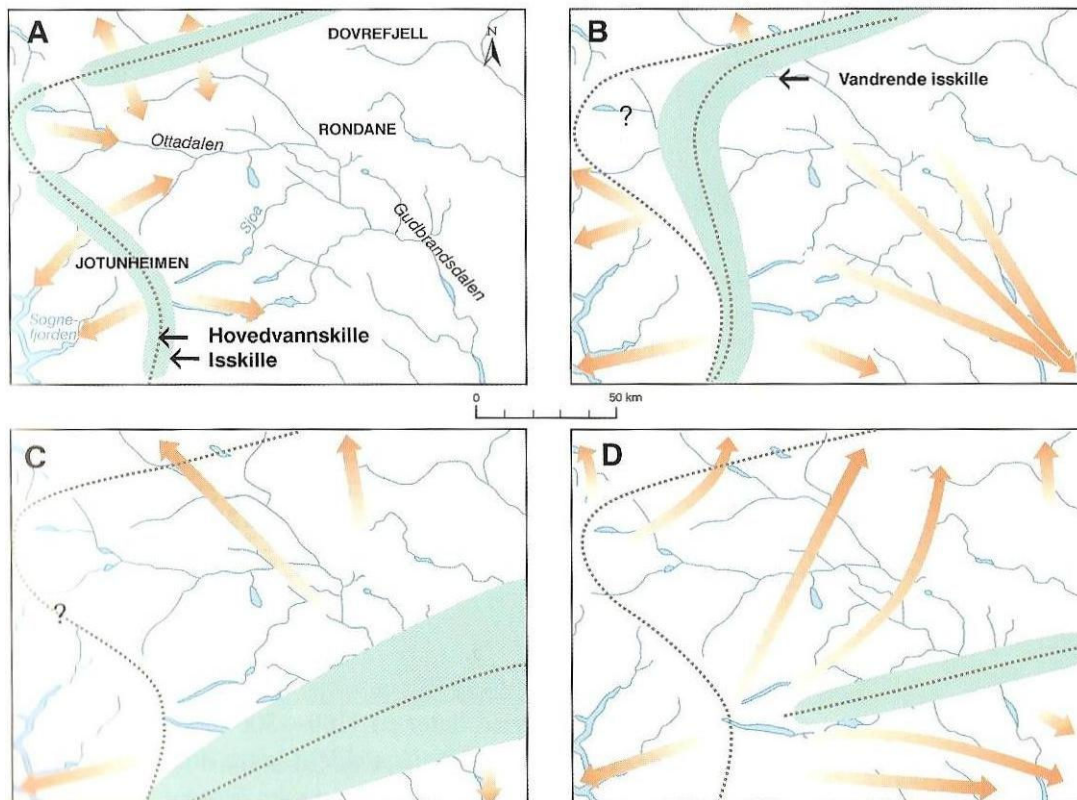 A
DOVREFJELL
N
RONDANE
Ottadalen
Sjoa
Gudbrandsdalen
JOTUNHEIMEN
Sogne-
fjorden
Hovedvannskille
Isskille
B
Vandrende isskille
?
0
50 km
C
?
D